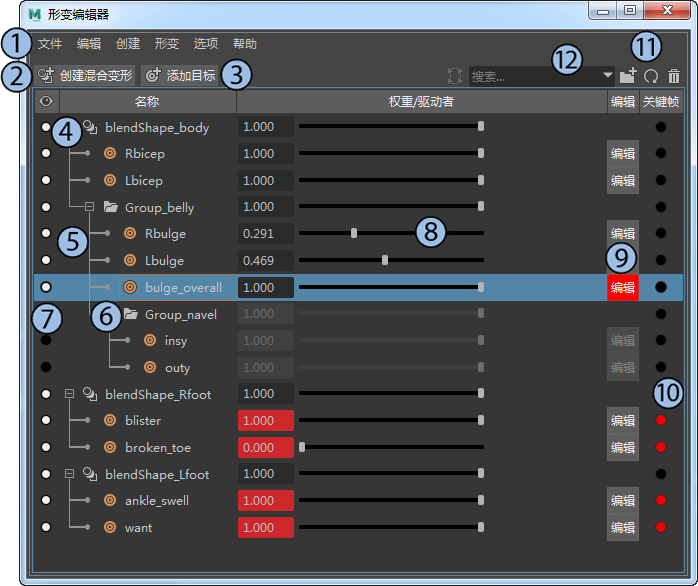 M 形变编辑器
1 文件 编辑 创建 形变 选项 帮助 11
2 创建混合变形 添加目标 3 搜索... 12
名称 权重/驱动者 编辑 关键帧
4 blendShape_body 1.000
Rbicep 1.000 编辑
Lbicep 1.000 编辑
Group_belly 1.000
5 Rbulge 0.291 8 编辑
Lbulge 0.469 9
bulge_overall 1.000 编辑
7 6 Group_navel 1.000
insy 1.000 编辑
outy 1.000 编辑
blendShape_Rfoot 1.000 10
blister 1.000 编辑
broken_toe 0.000 编辑
blendShape_Lfoot 1.000
ankle_swell 1.000 编辑
want 1.000 编辑